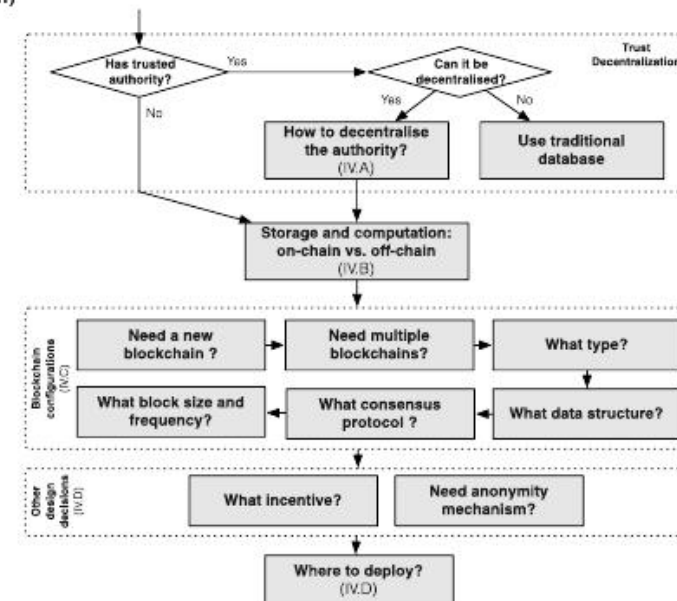 Trust
Decentralization
Has trusted
authority?
Yes
Can it be
decentralised?
No
Yes
No
How to decentralise
the authority?
(IV.A)
Use traditional
database
Storage and computation:
on-chain vs. off-chain
(IV.B)
Blockchain
configurations
(IV.C)
Need a new
blockchain ?
Need multiple
blockchains?
What type?
What block size and
frequency?
What consensus
protocol ?
What data structure?
Other
design
decisions
(IV.D)
What incentive?
Need anonymity
mechanism?
Where to deploy?
(IV.D)